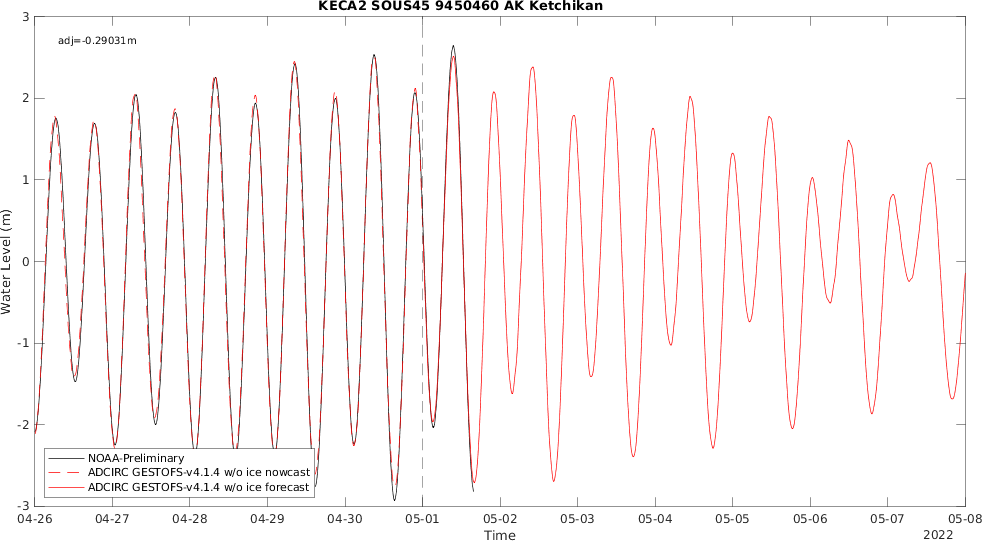 KECA2 SOUS45 9450460 AK Ketchikan
adj=-0.29031m
3
2
1
0
-1
-2
-3
Water Level (m)
NOAA-Preliminary
ADCIRC GESTOFS-v4.1.4 w/o ice nowcast
ADCIRC GESTOFS-v4.1.4 w/o ice forecast
04-26 04-27 04-28 04-29 04-30 05-01 05-02 05-03 05-04 05-05 05-06 05-07 05-08
Time
2022